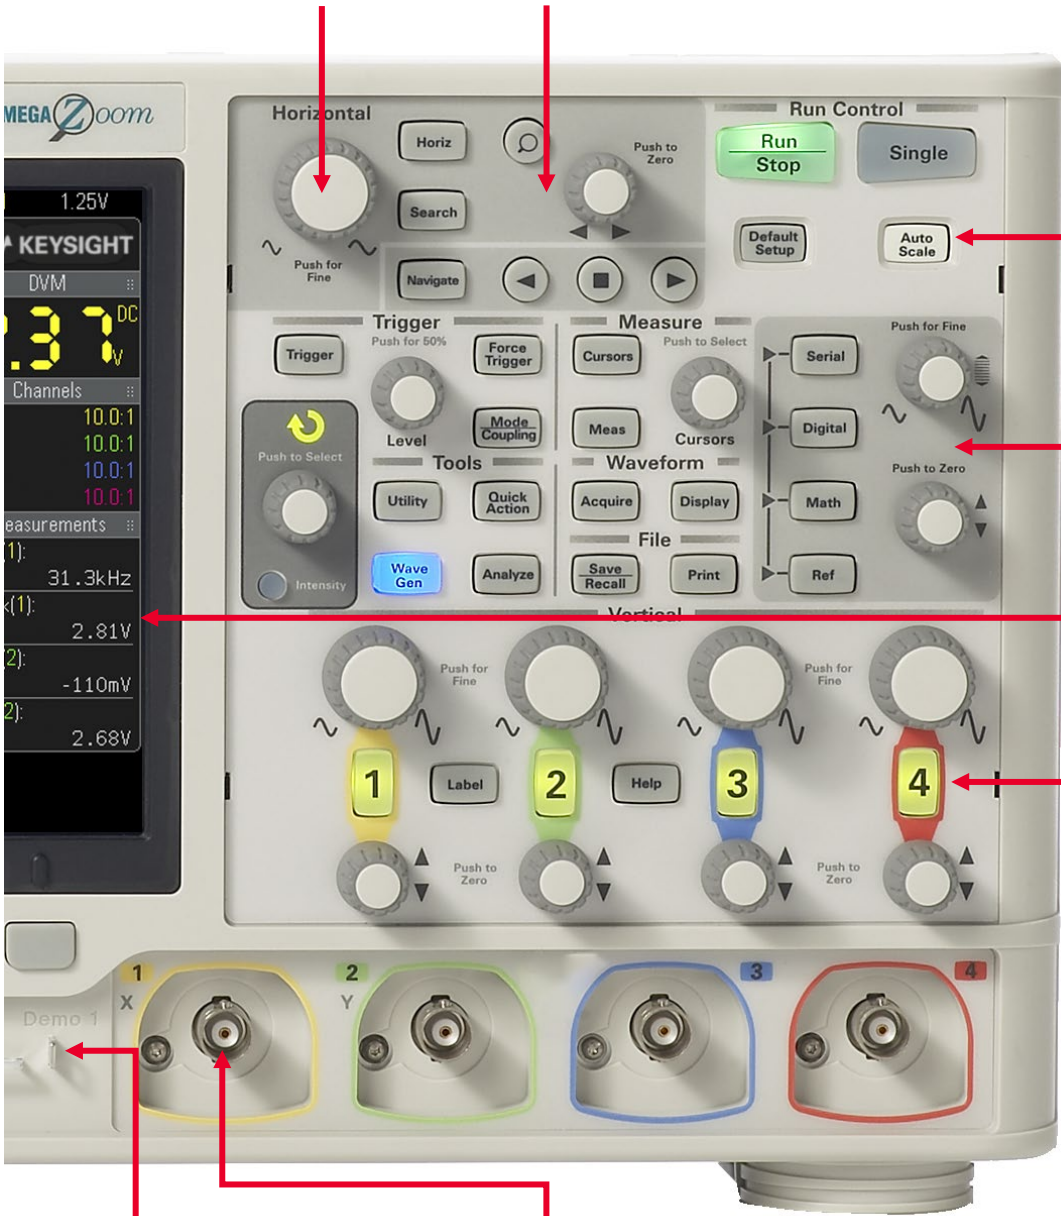 MEGA Zoom
1.25V
KEYSIGHT
DVM
.37 DC
V
Channels
10.0:1
10.0:1
10.0:1
10.0:1
easurements
(1):
31.3kHz
(1):
2.81V
(2):
-110mV
2):
2.68V
Horizontal
Horiz
Push to
Zero
Search
Push for
Fine
Navigate
Run Control
Run
Stop
Single
Default
Setup
Auto
Scale
Trigger
Push for 50%
Trigger
Force
Trigger
Level
Mode
Coupling
Push to Select
Intensity
Tools
Utility
Quick
Action
Wave
Gen
Analyze
Measure
Push to Select
Cursors
Meas
Cursors
Waveform
Acquire
Display
File
Save
Recall
Print
Push for Fine
Serial
Digital
Push to Zero
Math
Ref
Vertical
Push for
Fine
Push for
Fine
1
Label
2
Help
3
4
Push to
Zero
Push to
Zero
1
X
2
Y
3
4
Demo 1